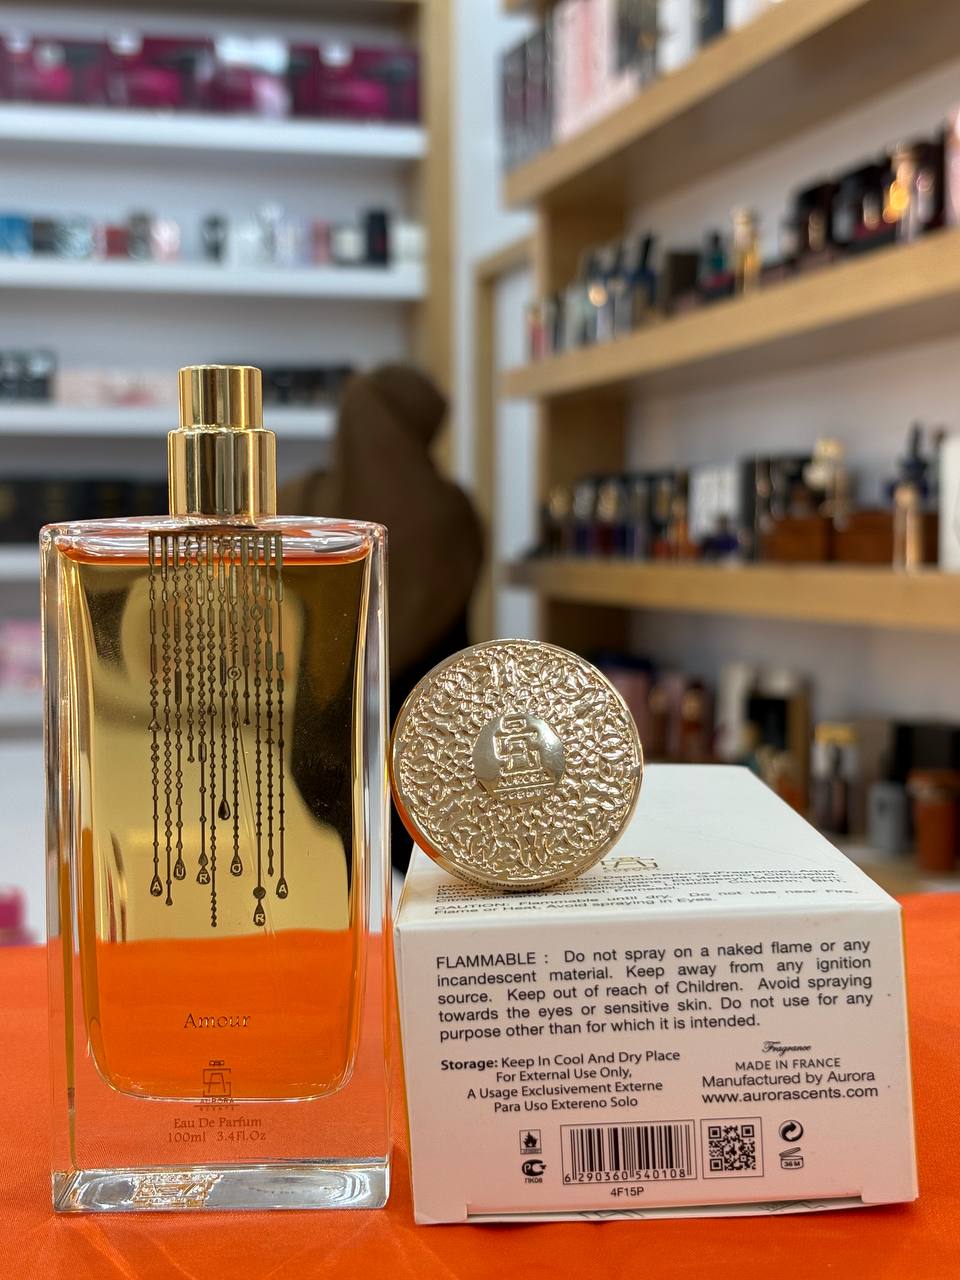 AURORA
SCENTS
A U R O R A
Amour
AURORA
SCENTS
Eau De Parfum
100ml 3.4Fl.Oz
CAUTION: Flammable until dry. Do not use near Fire,
Flame or Heat, Avoid spraying in Eyes.
FLAMMABLE : Do not spray on a naked flame or any
incandescent material. Keep away from any ignition
source. Keep out of reach of Children. Avoid spraying
towards the eyes or sensitive skin. Do not use for any
purpose other than for which it is intended.
Storage: Keep In Cool And Dry Place
For External Use Only,
A Usage Exclusivement Externe
Para Uso Extereno Solo
Fragrance
MADE IN FRANCE
Manufactured by Aurora
www.aurorascents.com
6 290360 540108
4F15P
36 M